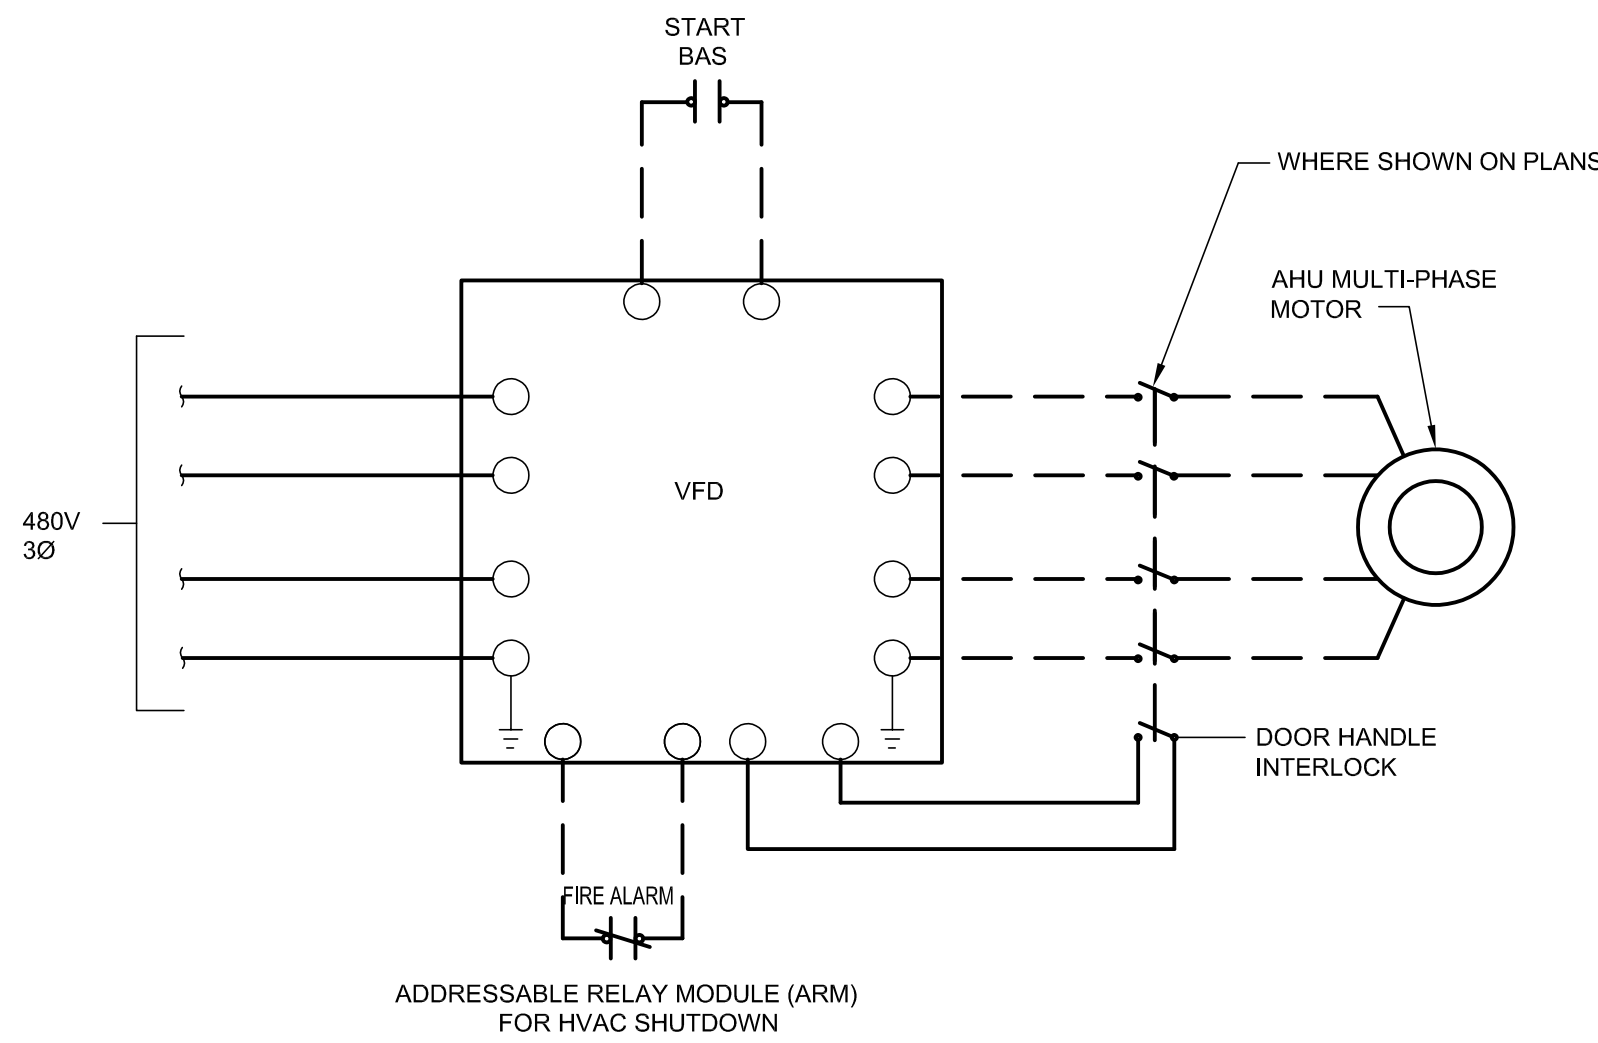 START
BAS
WHERE SHOWN ON PLANS
AHU MULTI-PHASE
MOTOR
480V
3Ø
VFD
DOOR HANDLE
INTERLOCK
FIRE ALARM
ADDRESSABLE RELAY MODULE (ARM)
FOR HVAC SHUTDOWN